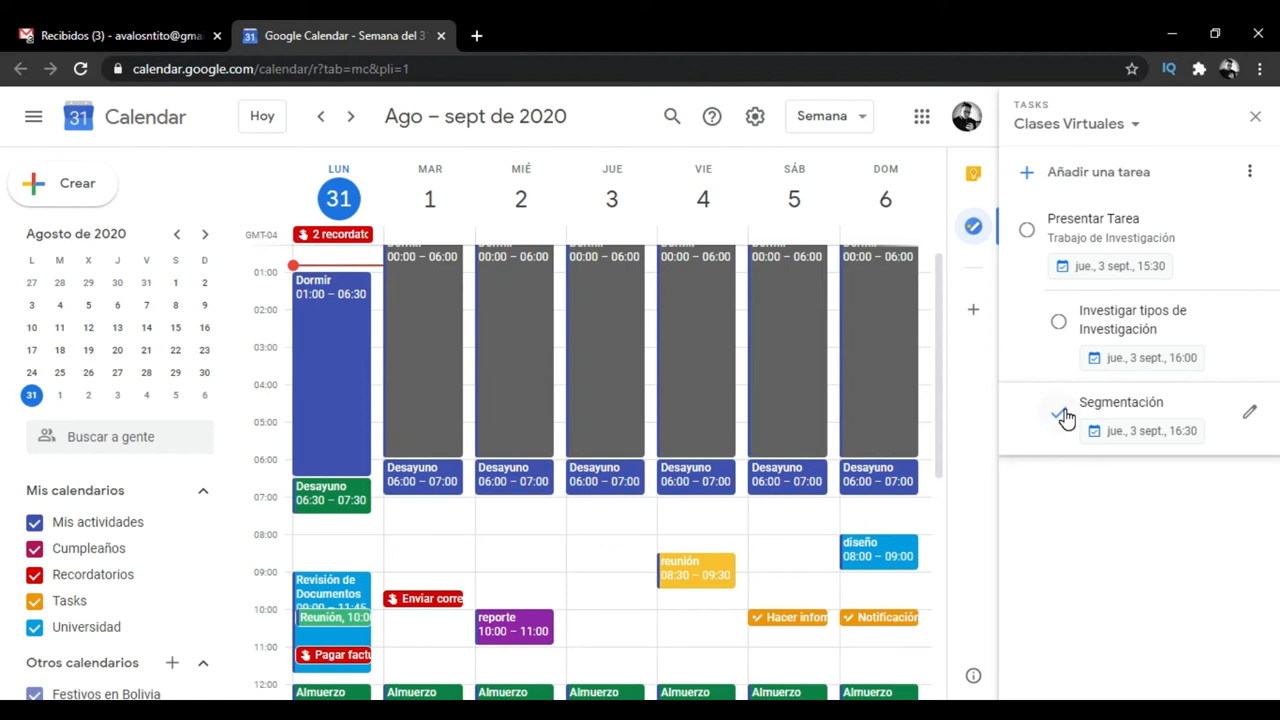 Recibidos (3) - avalosntito@gma
Google Calendar - Semana del 3
calendar.google.com/calendar/r?tab=mc&pli=1
IQ
31
Calendar
Hoy
Ago – sept de 2020
Semana
TASKS
Clases Virtuales
Añadir una tarea
Presentar Tarea
Trabajo de Investigación
jue., 3 sept., 15:30
Investigar tipos de
Investigación
jue., 3 sept., 16:00
Segmentación
jue., 3 sept., 16:30
Crear
Agosto de 2020
L M X J V S D
27 28 29 30 31 1 2
3 4 5 6 7 8 9
10 11 12 13 14 15 16
17 18 19 20 21 22 23
24 25 26 27 28 29 30
31 1 2 3 4 5 6
Buscar a gente
Mis calendarios
Mis actividades
Cumpleaños
Recordatorios
Tasks
Universidad
Otros calendarios
Festivos en Bolivia
LUN MAR MIÉ JUE VIE SÁB DOM
31 1 2 3 4 5 6
GMT-04
2 recordato
01:00
02:00
03:00
04:00
05:00
06:00
07:00
08:00
09:00
10:00
11:00
12:00
Dormir
01:00 – 06:30
Desayuno
06:30 – 07:30
Revisión de
Documentos
09:00 – 11:45
Reunión, 10:0
Pagar factu
Almuerzo
Dormir
00:00 – 06:00
Desayuno
06:00 – 07:00
Enviar corre
Almuerzo
Dormir
00:00 – 06:00
Desayuno
06:00 – 07:00
reporte
10:00 – 11:00
Almuerzo
Dormir
00:00 – 06:00
Desayuno
06:00 – 07:00
Almuerzo
Dormir
00:00 – 06:00
Desayuno
06:00 – 07:00
reunión
08:30 – 09:30
Almuerzo
Dormir
00:00 – 06:00
Desayuno
06:00 – 07:00
Hacer infor
Almuerzo
Dormir
00:00 – 06:00
Desayuno
06:00 – 07:00
diseño
08:00 – 09:00
Notificación
Almuerzo